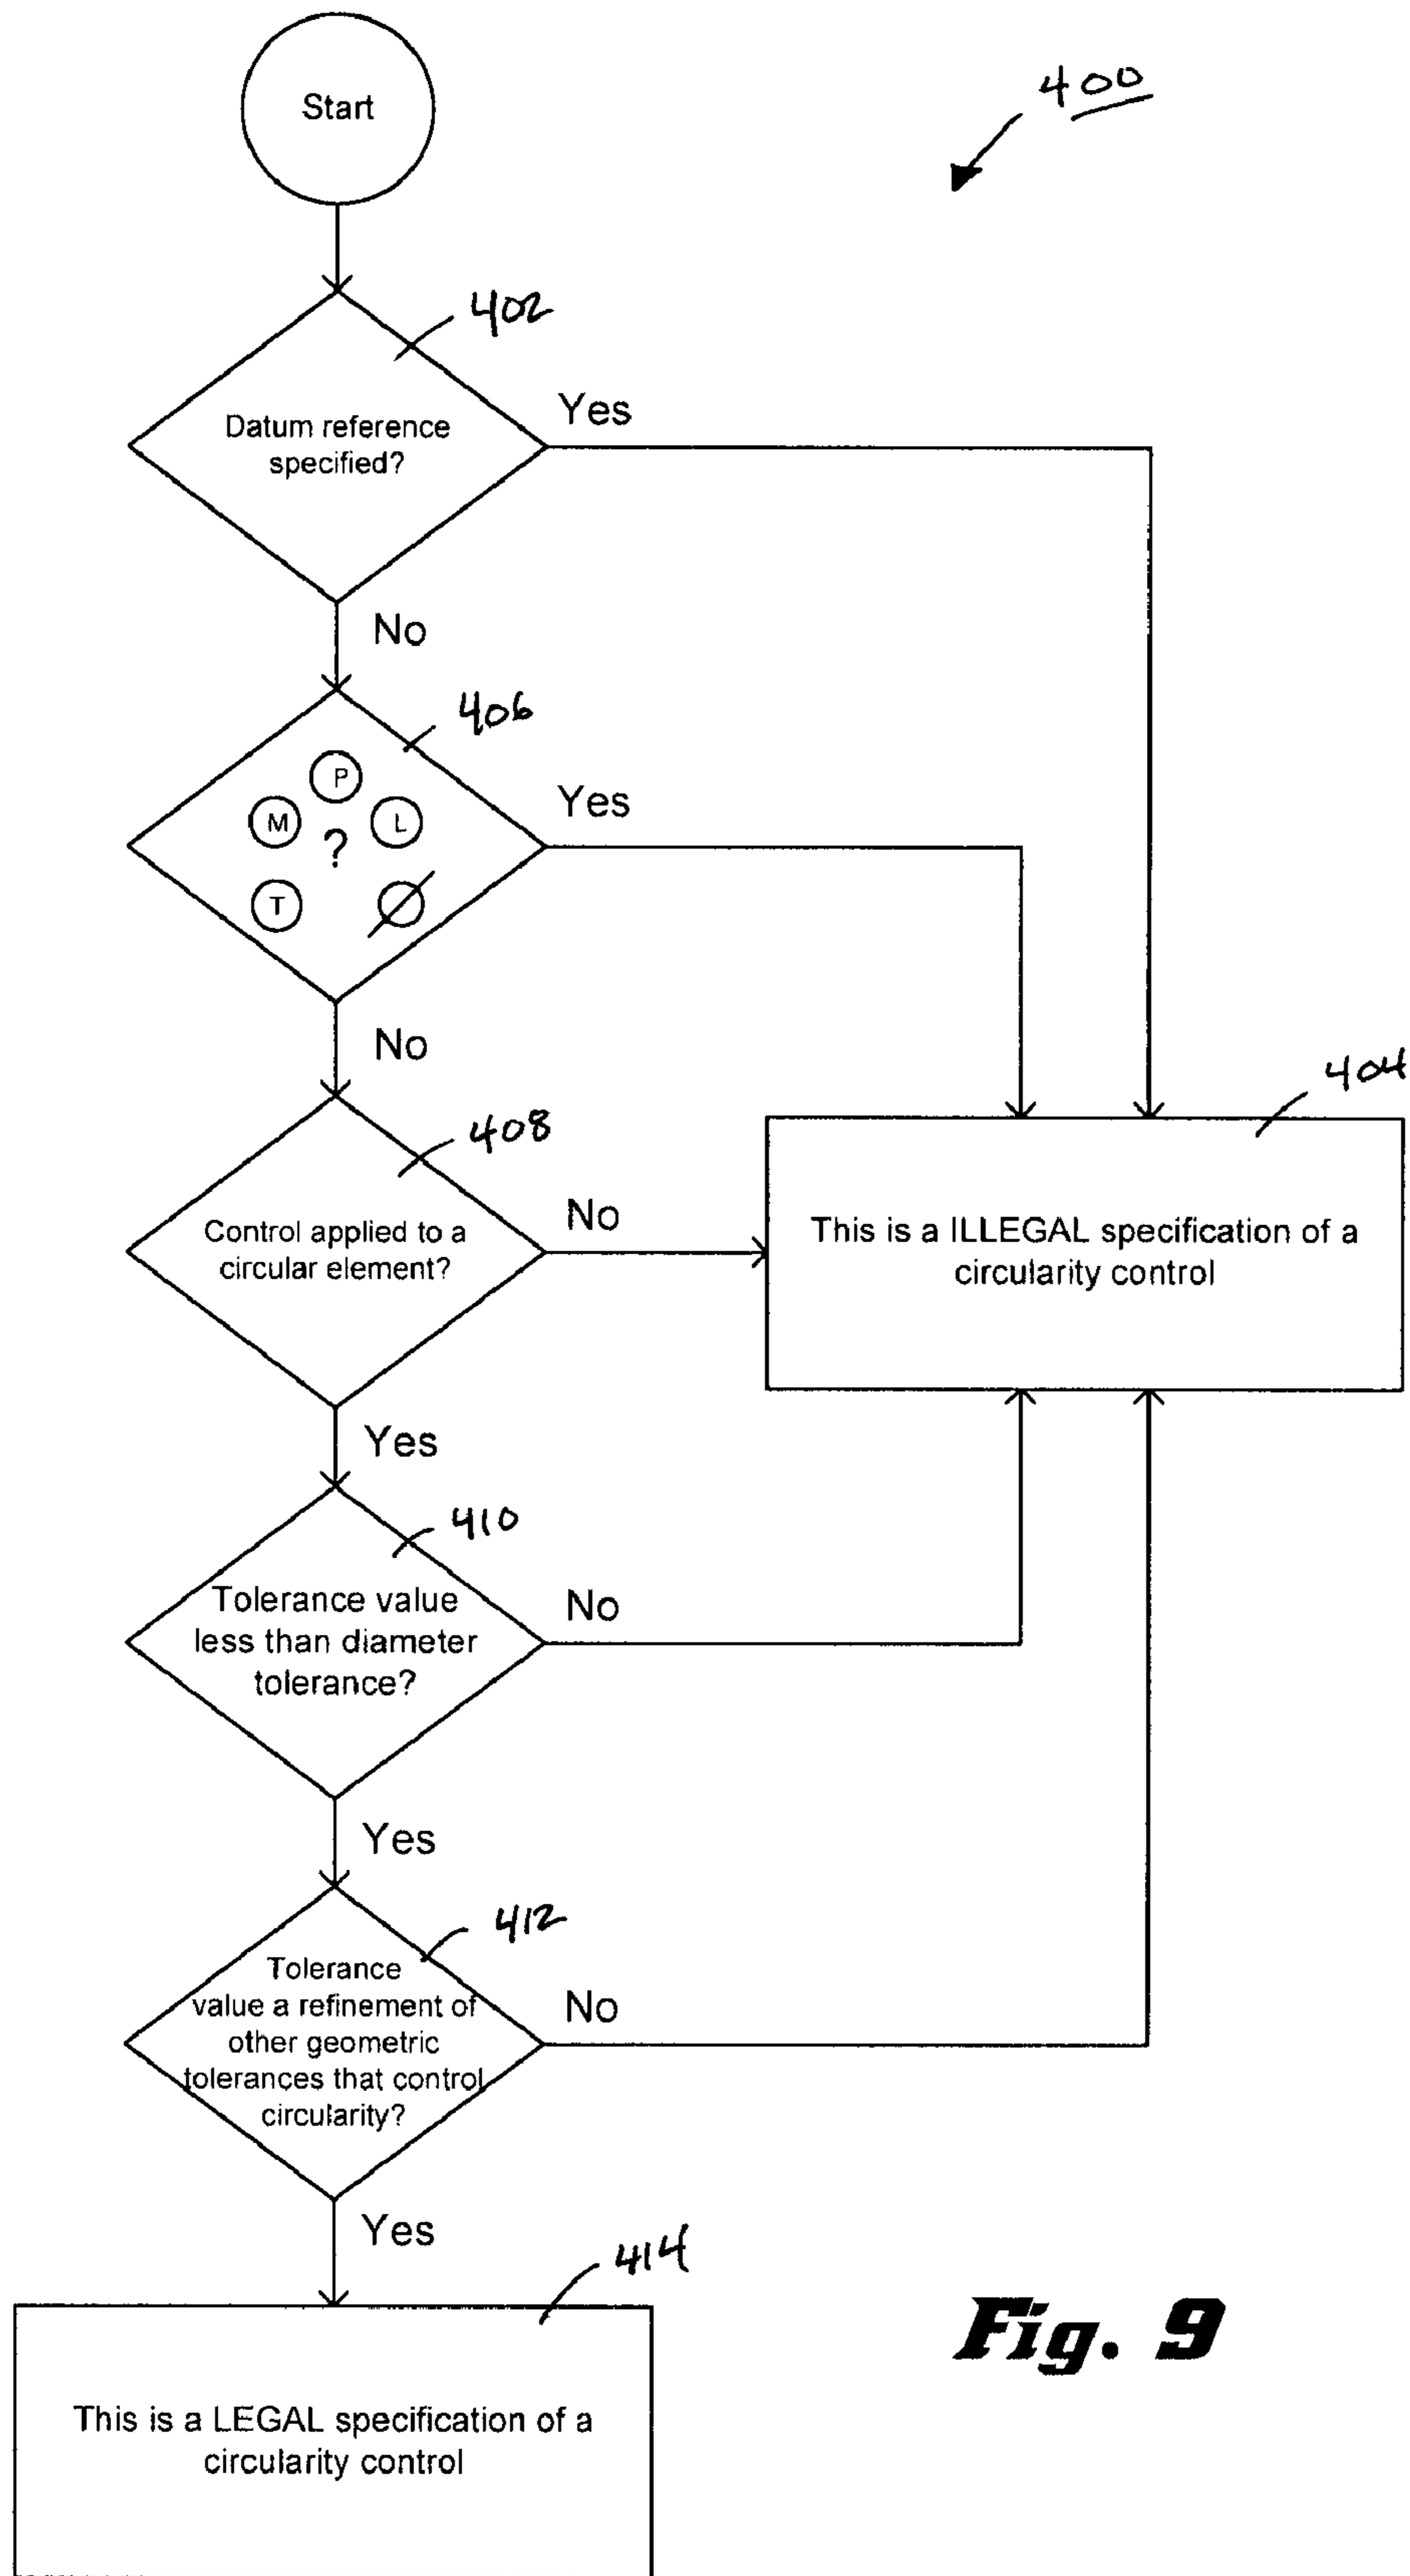 Start
400
402
Datum reference
specified?
Yes
No
406
P
M
L
?
T
∅
Yes
No
404
408
Control applied to a
circular element?
No
This is a ILLEGAL specification of a
circularity control
Yes
410
Tolerance value
less than diameter
tolerance?
No
Yes
412
Tolerance
value a refinement of
other geometric
tolerances that control
circularity?
No
Yes
414
This is a LEGAL specification of a
circularity control
Fig. 9